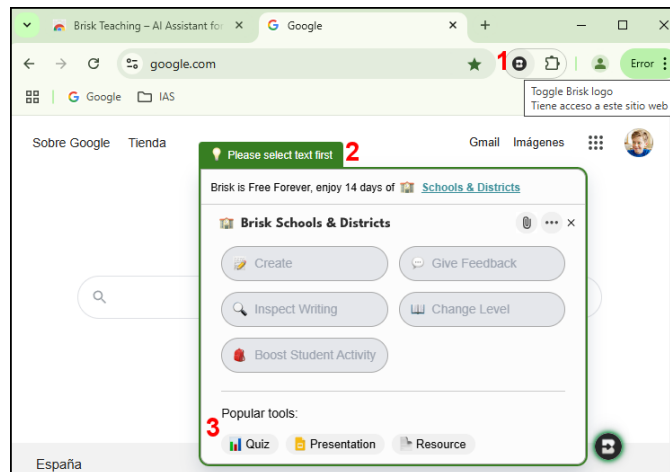 Brisk Teaching – AI Assistant for
Google
google.com
1
Error
Google
IAS
Toggle Brisk logo
Tiene acceso a este sitio web
Sobre Google
Tienda
Gmail
Imágenes
Please select text first
2
Brisk is Free Forever, enjoy 14 days of Schools & Districts
Brisk Schools & Districts
Create
Give Feedback
Inspect Writing
Change Level
Boost Student Activity
Popular tools:
3
Quiz
Presentation
Resource
España